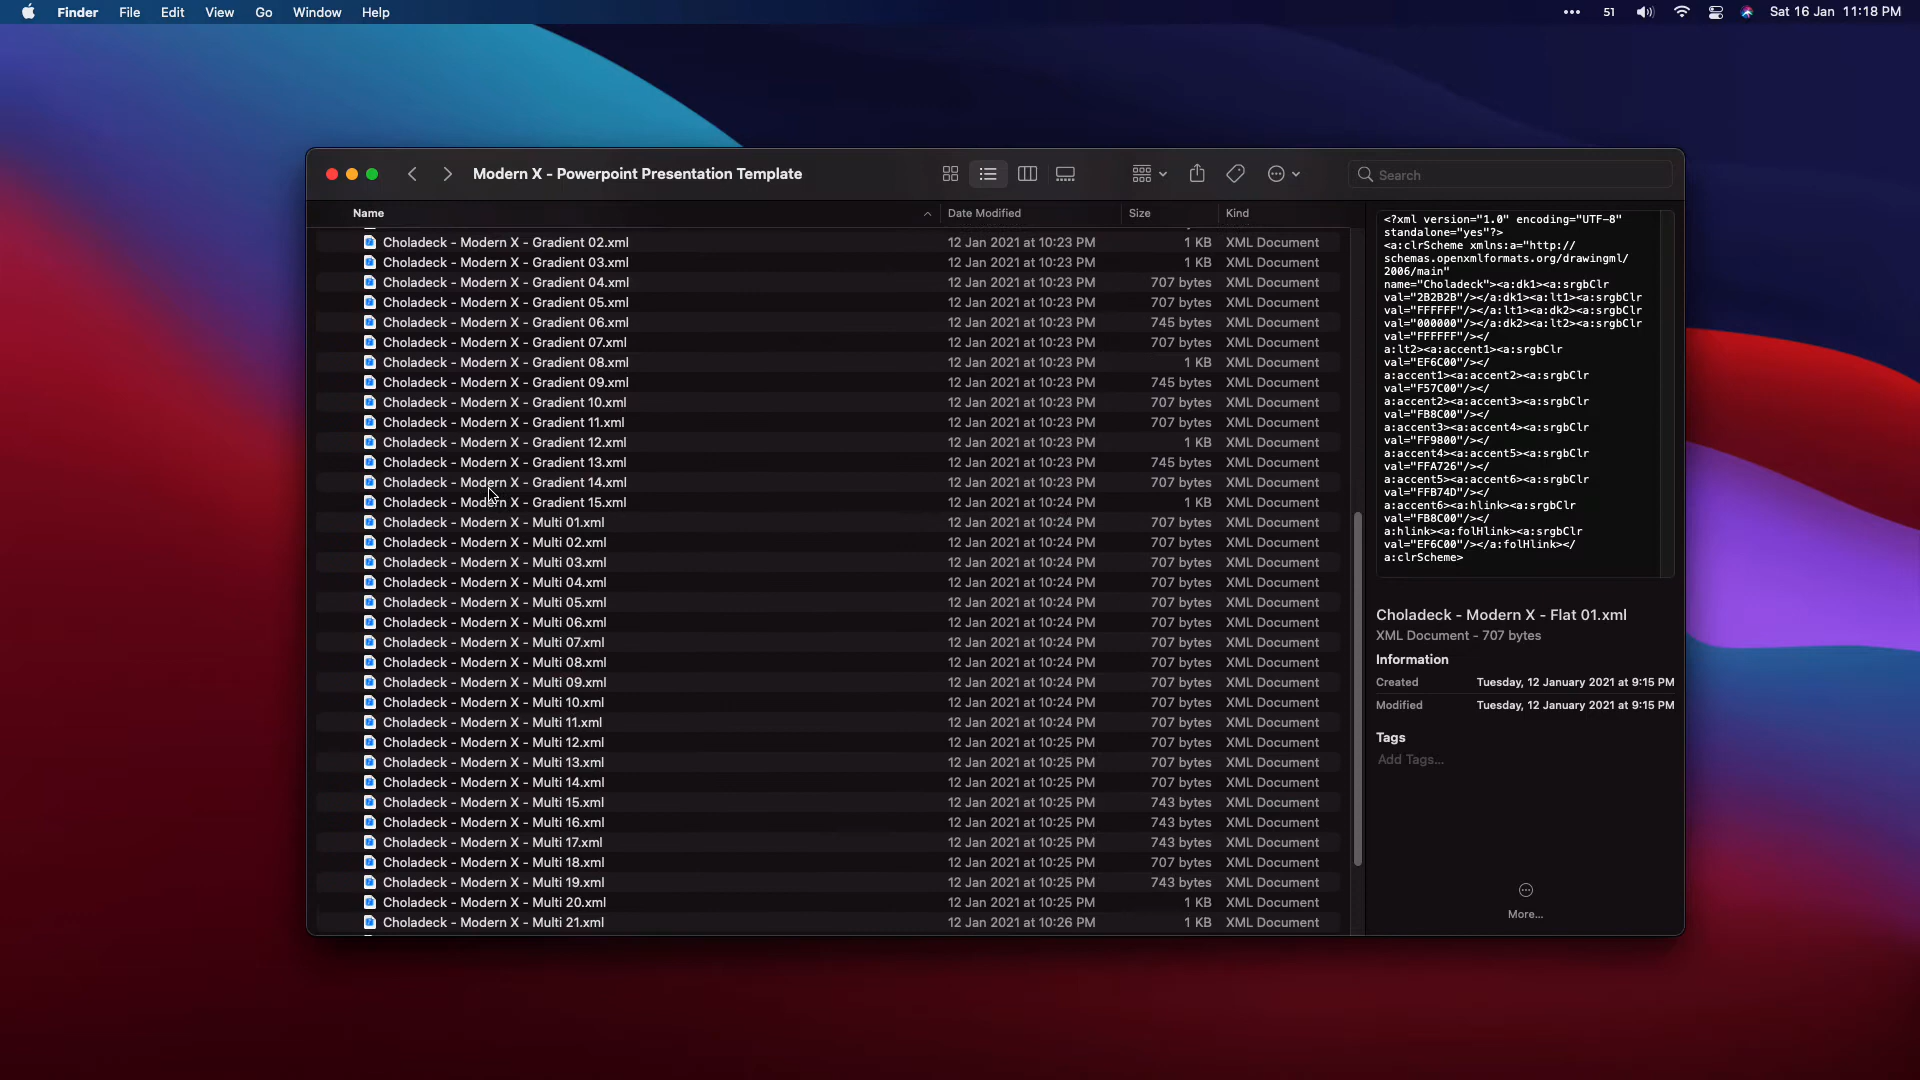 Finder File Edit View Go Window Help 51 Sat 16 Jan 11:18 PM
Modern X - Powerpoint Presentation Template Search
Name Date Modified Size Kind
Choladeck - Modern X - Gradient 02.xml 12 Jan 2021 at 10:23 PM 1 KB XML Document
Choladeck - Modern X - Gradient 03.xml 12 Jan 2021 at 10:23 PM 1 KB XML Document
Choladeck - Modern X - Gradient 04.xml 12 Jan 2021 at 10:23 PM 707 bytes XML Document
Choladeck - Modern X - Gradient 05.xml 12 Jan 2021 at 10:23 PM 707 bytes XML Document
Choladeck - Modern X - Gradient 06.xml 12 Jan 2021 at 10:23 PM 745 bytes XML Document
Choladeck - Modern X - Gradient 07.xml 12 Jan 2021 at 10:23 PM 707 bytes XML Document
Choladeck - Modern X - Gradient 08.xml 12 Jan 2021 at 10:23 PM 1 KB XML Document
Choladeck - Modern X - Gradient 09.xml 12 Jan 2021 at 10:23 PM 745 bytes XML Document
Choladeck - Modern X - Gradient 10.xml 12 Jan 2021 at 10:23 PM 707 bytes XML Document
Choladeck - Modern X - Gradient 11.xml 12 Jan 2021 at 10:23 PM 707 bytes XML Document
Choladeck - Modern X - Gradient 12.xml 12 Jan 2021 at 10:23 PM 1 KB XML Document
Choladeck - Modern X - Gradient 13.xml 12 Jan 2021 at 10:23 PM 745 bytes XML Document
Choladeck - Modern X - Gradient 14.xml 12 Jan 2021 at 10:23 PM 707 bytes XML Document
Choladeck - Modern X - Gradient 15.xml 12 Jan 2021 at 10:24 PM 1 KB XML Document
Choladeck - Modern X - Multi 01.xml 12 Jan 2021 at 10:24 PM 707 bytes XML Document
Choladeck - Modern X - Multi 02.xml 12 Jan 2021 at 10:24 PM 707 bytes XML Document
Choladeck - Modern X - Multi 03.xml 12 Jan 2021 at 10:24 PM 707 bytes XML Document
Choladeck - Modern X - Multi 04.xml 12 Jan 2021 at 10:24 PM 707 bytes XML Document
Choladeck - Modern X - Multi 05.xml 12 Jan 2021 at 10:24 PM 707 bytes XML Document
Choladeck - Modern X - Multi 06.xml 12 Jan 2021 at 10:24 PM 707 bytes XML Document
Choladeck - Modern X - Multi 07.xml 12 Jan 2021 at 10:24 PM 707 bytes XML Document
Choladeck - Modern X - Multi 08.xml 12 Jan 2021 at 10:24 PM 707 bytes XML Document
Choladeck - Modern X - Multi 09.xml 12 Jan 2021 at 10:24 PM 707 bytes XML Document
Choladeck - Modern X - Multi 10.xml 12 Jan 2021 at 10:24 PM 707 bytes XML Document
Choladeck - Modern X - Multi 11.xml 12 Jan 2021 at 10:24 PM 707 bytes XML Document
Choladeck - Modern X - Multi 12.xml 12 Jan 2021 at 10:25 PM 707 bytes XML Document
Choladeck - Modern X - Multi 13.xml 12 Jan 2021 at 10:25 PM 707 bytes XML Document
Choladeck - Modern X - Multi 14.xml 12 Jan 2021 at 10:25 PM 707 bytes XML Document
Choladeck - Modern X - Multi 15.xml 12 Jan 2021 at 10:25 PM 743 bytes XML Document
Choladeck - Modern X - Multi 16.xml 12 Jan 2021 at 10:25 PM 743 bytes XML Document
Choladeck - Modern X - Multi 17.xml 12 Jan 2021 at 10:25 PM 743 bytes XML Document
Choladeck - Modern X - Multi 18.xml 12 Jan 2021 at 10:25 PM 707 bytes XML Document
Choladeck - Modern X - Multi 19.xml 12 Jan 2021 at 10:25 PM 743 bytes XML Document
Choladeck - Modern X - Multi 20.xml 12 Jan 2021 at 10:25 PM 1 KB XML Document
Choladeck - Modern X - Multi 21.xml 12 Jan 2021 at 10:26 PM 1 KB XML Document
<?xml version="1.0" encoding="UTF-8"
standalone="yes"?>
<a:clrScheme xmlns:a="http://
schemas.openxmlformats.org/drawingml/
2006/main"
name="Choladeck"><a:dk1><a:srgbClr
val="2B2B2B"/></a:dk1><a:lt1><a:srgbClr
val="FFFFFF"/></a:lt1><a:dk2><a:srgbClr
val="000000"/></a:dk2><a:lt2><a:srgbClr
val="FFFFFF"/></
a:lt2><a:accent1><a:srgbClr
val="EF6C00"/></
a:accent1><a:accent2><a:srgbClr
val="F57C00"/></
a:accent2><a:accent3><a:srgbClr
val="FB8C00"/></
a:accent3><a:accent4><a:srgbClr
val="FF9800"/></
a:accent4><a:accent5><a:srgbClr
val="FFA726"/></
a:accent5><a:accent6><a:srgbClr
val="FFB74D"/></
a:accent6><a:hlink><a:srgbClr
val="FB8C00"/></
a:hlink><a:folHlink><a:srgbClr
val="EF6C00"/></a:folHlink></
a:clrScheme>
Choladeck - Modern X - Flat 01.xml
XML Document - 707 bytes
Information
Created Tuesday, 12 January 2021 at 9:15 PM
Modified Tuesday, 12 January 2021 at 9:15 PM
Tags
Add Tags...
More...